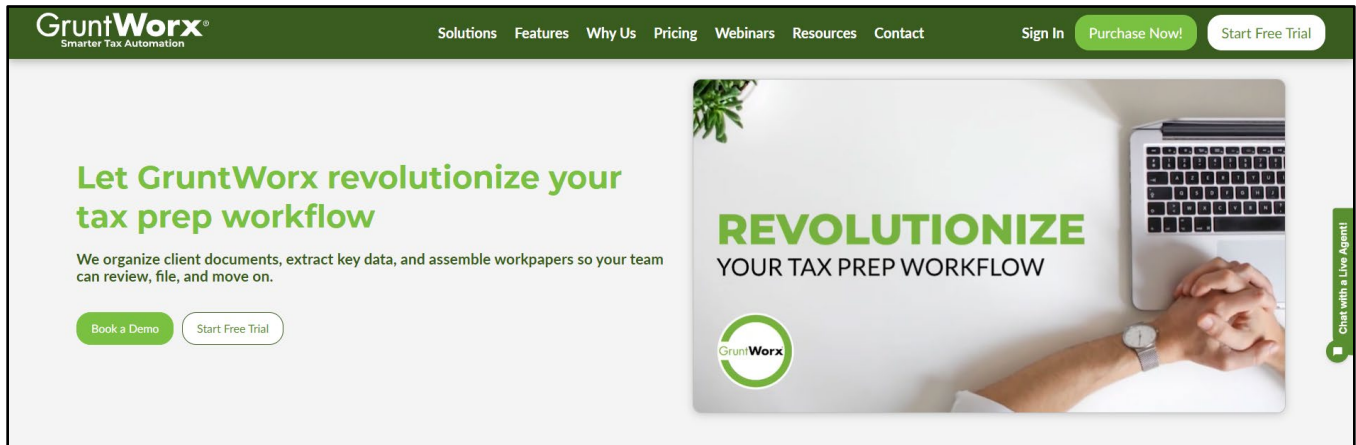 GruntWorx®
Smarter Tax Automation
Solutions Features Why Us Pricing Webinars Resources Contact
Sign In Purchase Now! Start Free Trial
Let GruntWorx revolutionize your
tax prep workflow
We organize client documents, extract key data, and assemble workpapers so your team
can review, file, and move on.
Book a Demo Start Free Trial
REVOLUTIONIZE
YOUR TAX PREP WORKFLOW
GruntWorx
Chat with a Live Agent!